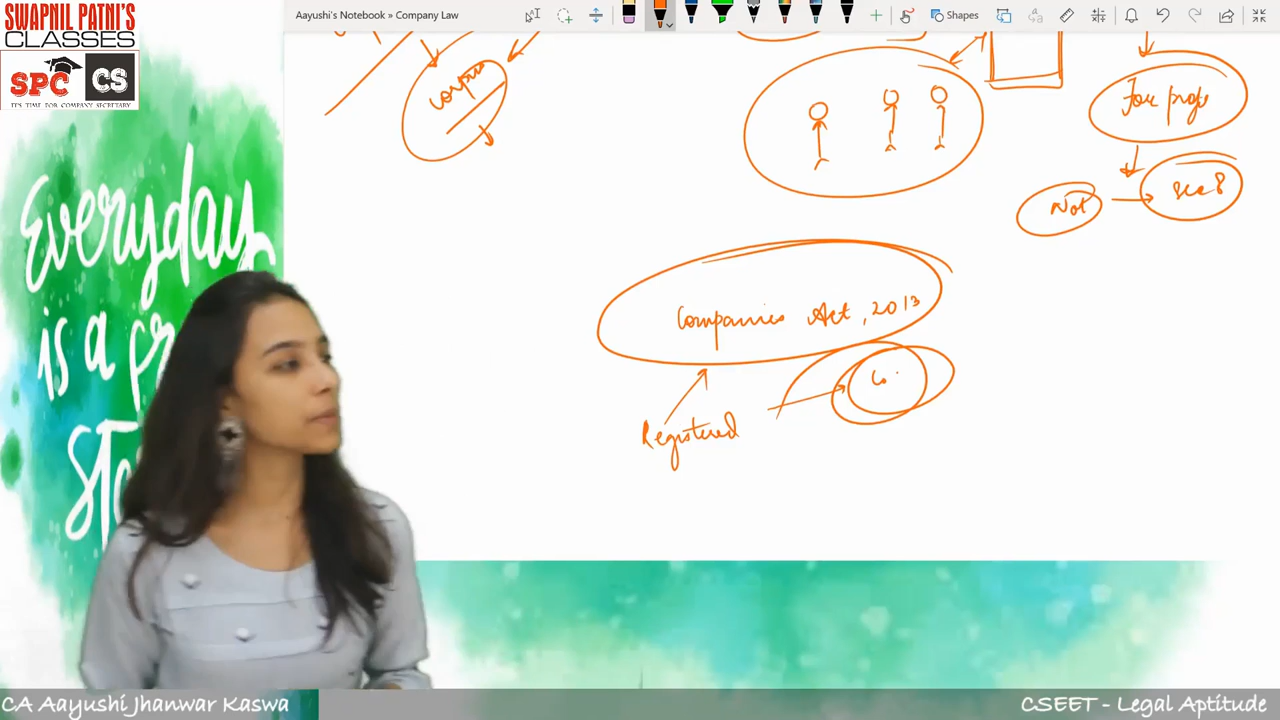 SWAPNIL PATNI'S
CLASSES
SPC CS
IT'S TIME FOR COMPANY SECRETARY
Aayushi's Notebook » Company Law
Shapes
Everyday
is a
For
Not
Sec 8
Companies Act, 2013
Co.
Registered
CA Aayushi Jhanwar Kaswa
CSEET - Legal Aptitude